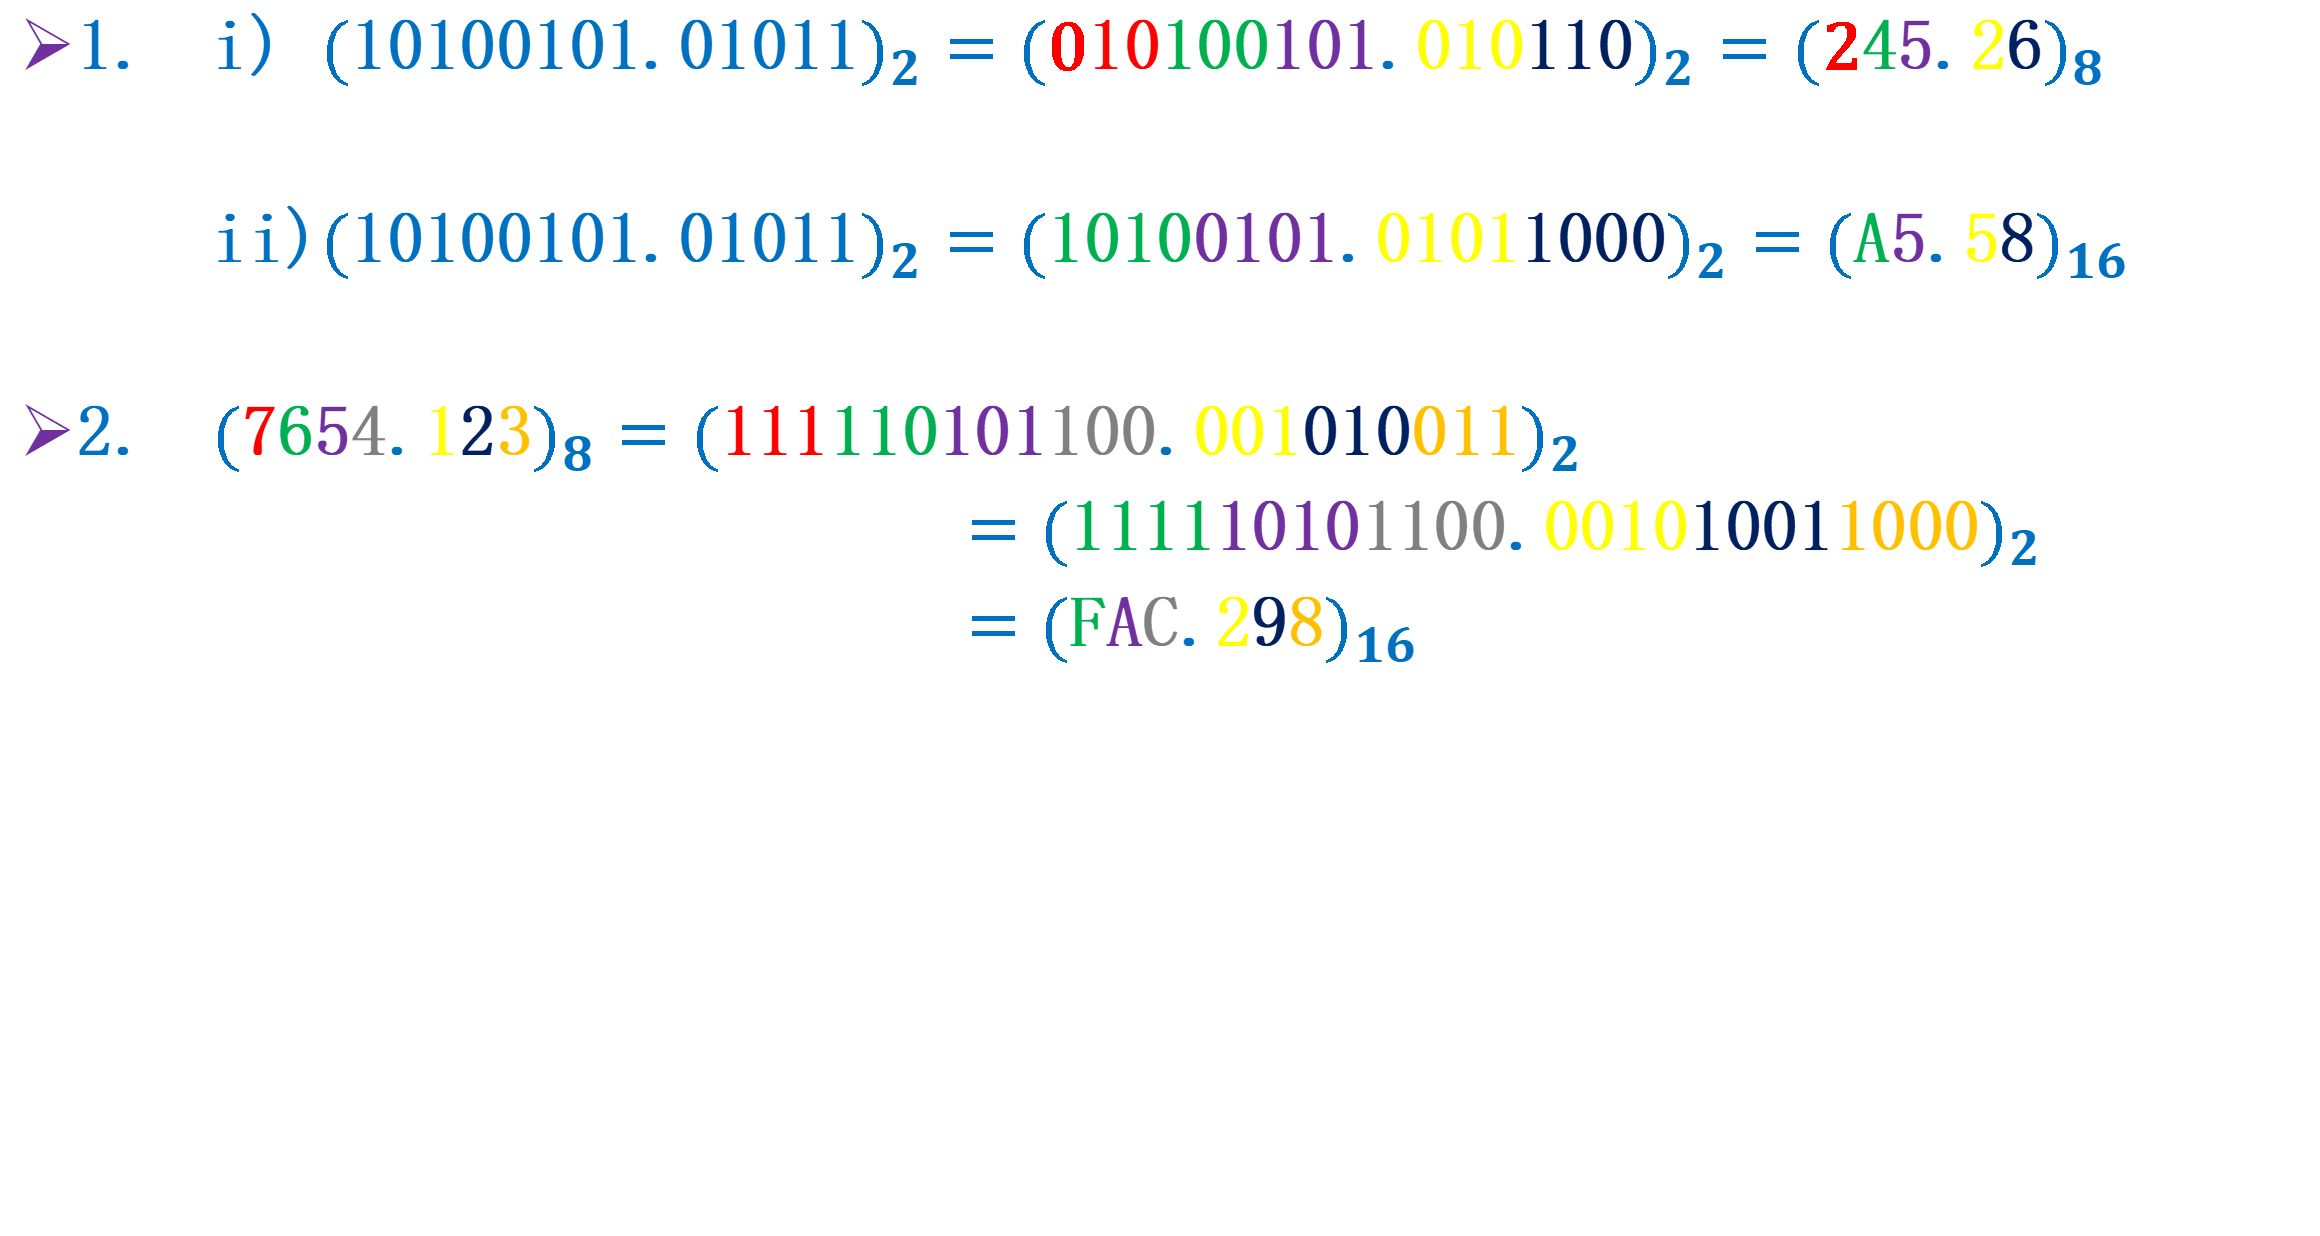 ➢1. i) (10100101.01011)₂ = (010100101.010110)₂ = (245.26)₈
ii)(10100101.01011)₂ = (10100101.01011000)₂ = (A5.58)₁₆
➢2. (7654.123)₈ = (111110101100.001010011)₂
= (111110101100.001010011000)₂
= (FAC.298)₁₆